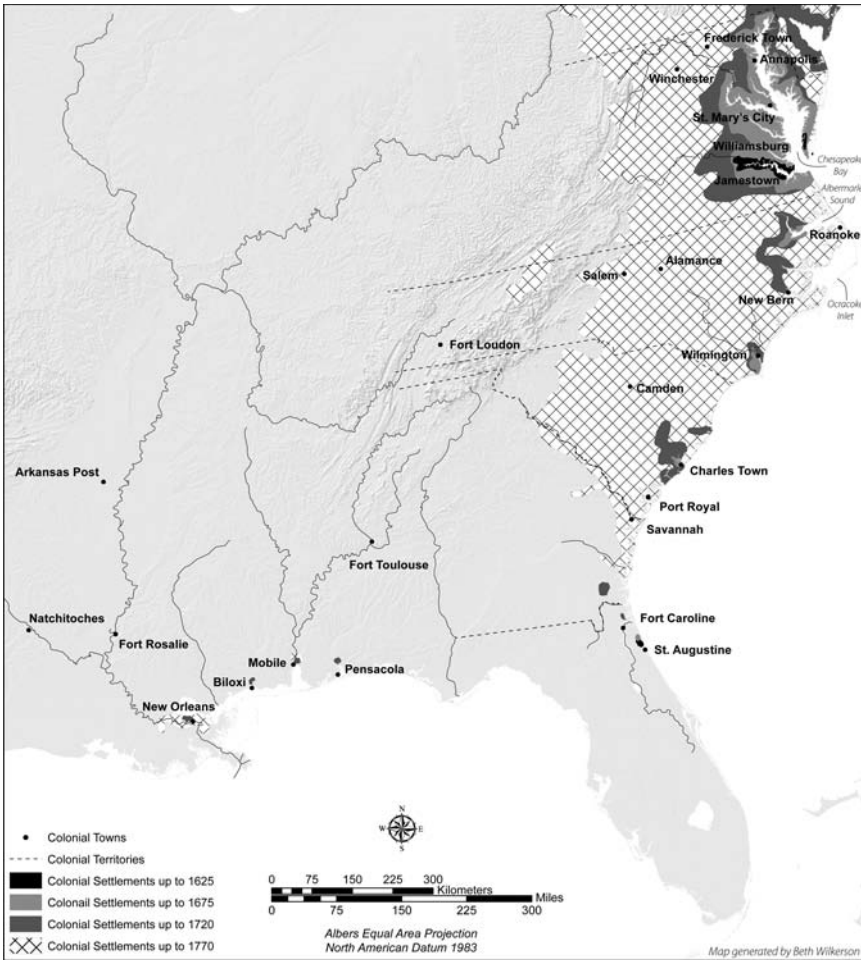 Frederick Town
Annapolis
Winchester
St. Mary's City
Williamsburg
Chesapeake
Bay
Jamestown
Albermarle
Sound
Roanoke
Alamance
Salem
New Bern
Ocracoke
Inlet
Fort Loudon
Wilmington
Camden
Arkansas Post
Charles Town
Port Royal
Savannah
Fort Toulouse
Natchitoches
Fort Rosalie
Fort Caroline
St. Augustine
Mobile
Pensacola
Biloxi
New Orleans
N
W E
S
Colonial Towns
Colonial Territories
Colonial Settlements up to 1625
Colonail Settlements up to 1675
Colonial Settlements up to 1720
Colonial Settlements up to 1770
0 75 150 225 300
Kilometers
Miles
0 75 150 225 300
Albers Equal Area Projection
North American Datum 1983
Map generated by Beth Wilkerson